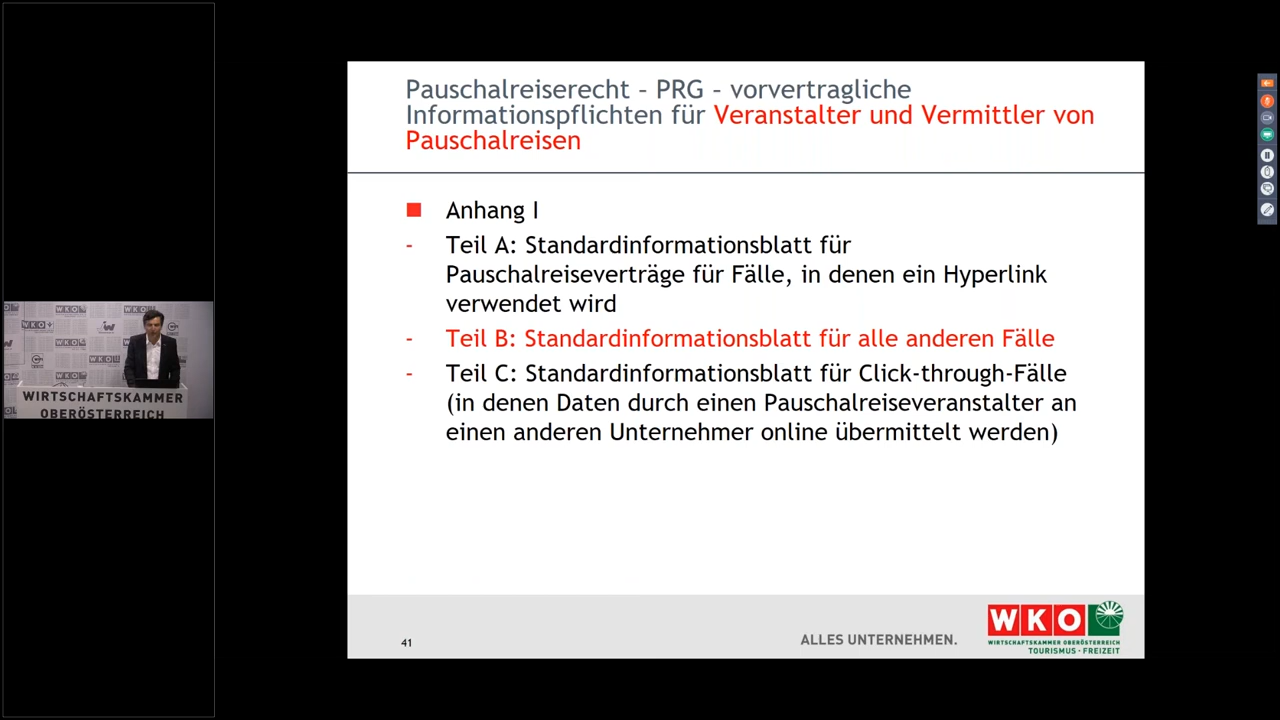 Pauschalreiserecht - PRG - vorvertragliche
Informationspflichten für Veranstalter und Vermittler von
Pauschalreisen
Anhang I
- Teil A: Standardinformationsblatt für
Pauschalreiseverträge für Fälle, in denen ein Hyperlink
verwendet wird
- Teil B: Standardinformationsblatt für alle anderen Fälle
- Teil C: Standardinformationsblatt für Click-through-Fälle
(in denen Daten durch einen Pauschalreiseveranstalter an
einen anderen Unternehmer online übermittelt werden)
WKO
WIRTSCHAFTSKAMMER
OBERÖSTERREICH
41
ALLES UNTERNEHMEN.
WKO
WIRTSCHAFTSKAMMER OBERÖSTERREICH
TOURISMUS · FREIZEIT